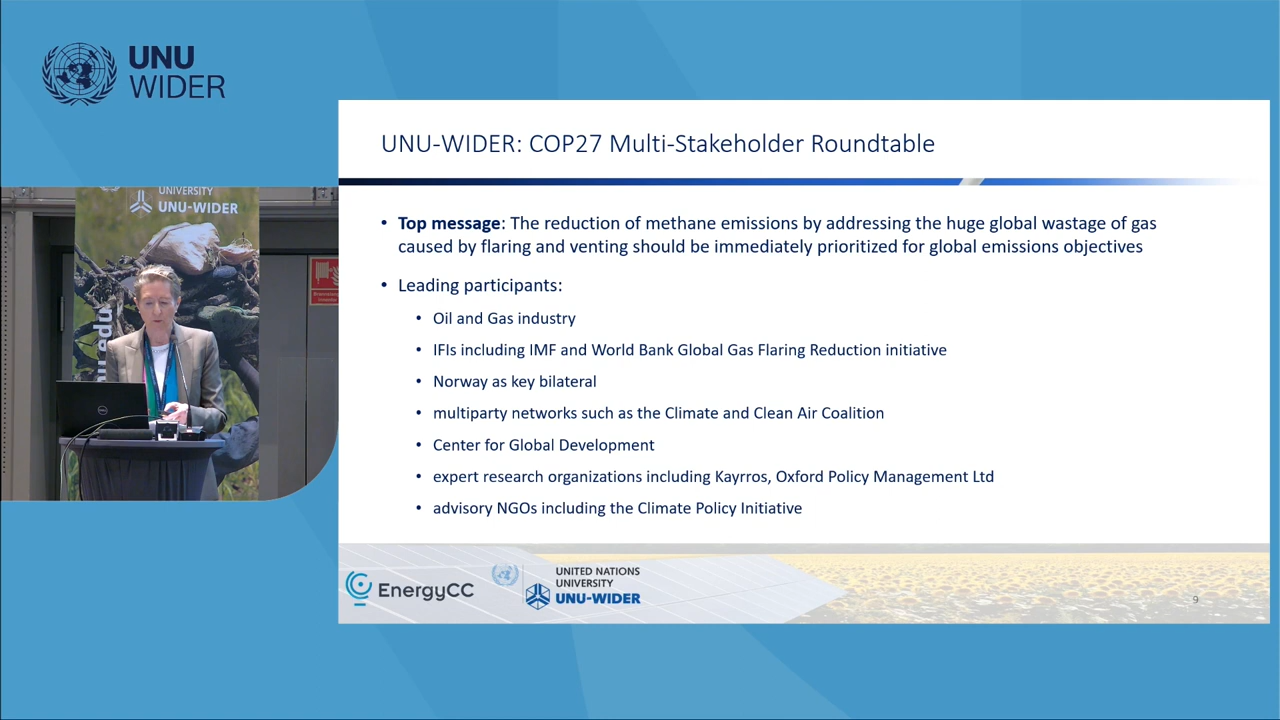 UNU
WIDER
UNIVERSITY
UNU-WIDER
UNU-WIDER: COP27 Multi-Stakeholder Roundtable
• Top message: The reduction of methane emissions by addressing the huge global wastage of gas
caused by flaring and venting should be immediately prioritized for global emissions objectives
• Leading participants:
• Oil and Gas industry
• IFIs including IMF and World Bank Global Gas Flaring Reduction initiative
• Norway as key bilateral
• multiparty networks such as the Climate and Clean Air Coalition
• Center for Global Development
• expert research organizations including Kayrros, Oxford Policy Management Ltd
• advisory NGOs including the Climate Policy Initiative
EnergyCC
UNITED NATIONS
UNIVERSITY
UNU-WIDER
9